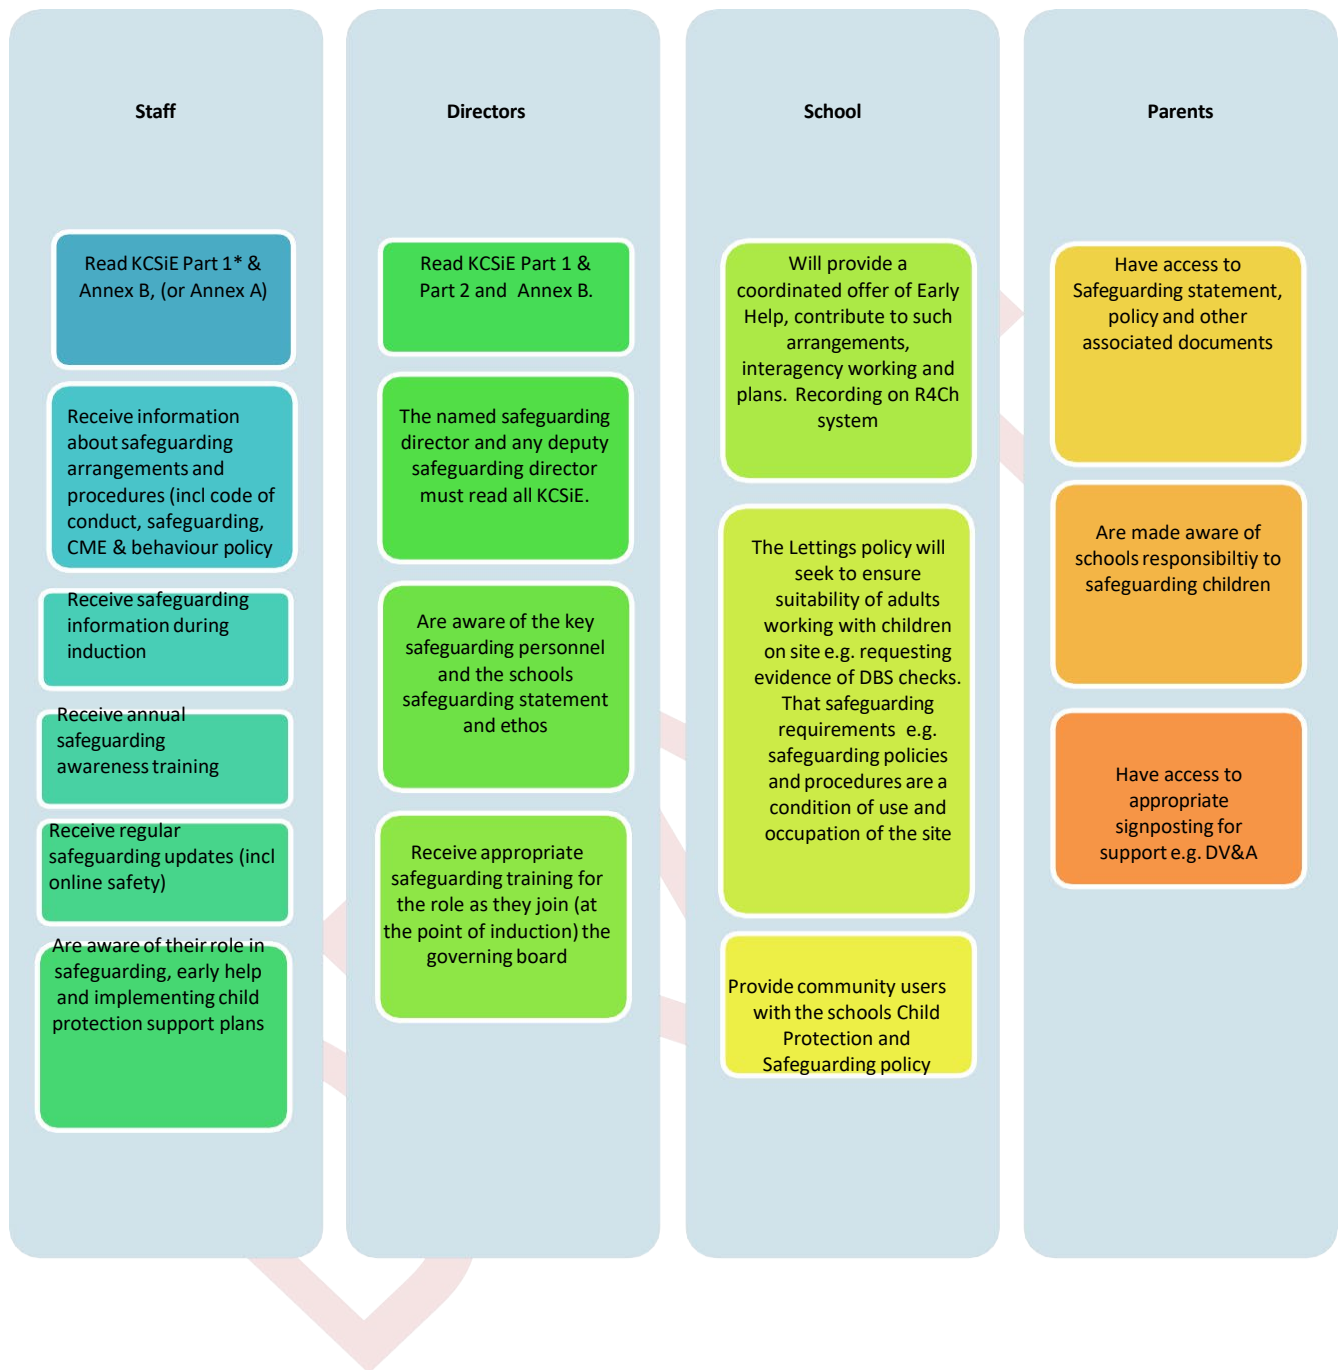 Staff
Read KCSiE Part 1* &
Annex B, (or Annex A)
Receive information
about safeguarding
arrangements and
procedures (incl code of
conduct, safeguarding,
CME & behaviour policy
Receive safeguarding
information during
induction
Receive annual
safeguarding
awareness training
Receive regular
safeguarding updates (incl
online safety)
Are aware of their role in
safeguarding, early help
and implementing child
protection support plans
Directors
Read KCSiE Part 1 &
Part 2 and Annex B.
The named safeguarding
director and any deputy
safeguarding director
must read all KCSiE.
Are aware of the key
safeguarding personnel
and the schools
safeguarding statement
and ethos
Receive appropriate
safeguarding training for
the role as they join (at
the point of induction) the
governing board
School
Will provide a
coordinated offer of Early
Help, contribute to such
arrangements,
interagency working and
plans. Recording on R4Ch
system
The Lettings policy will
seek to ensure
suitability of adults
working with children
on site e.g. requesting
evidence of DBS checks.
That safeguarding
requirements e.g.
safeguarding policies
and procedures are a
condition of use and
occupation of the site
Provide community users
with the schools Child
Protection and
Safeguarding policy
Parents
Have access to
Safeguarding statement,
policy and other
associated documents
Are made aware of
schools responsibiltiy to
safeguarding children
Have access to
appropriate
signposting for
support e.g. DV&A